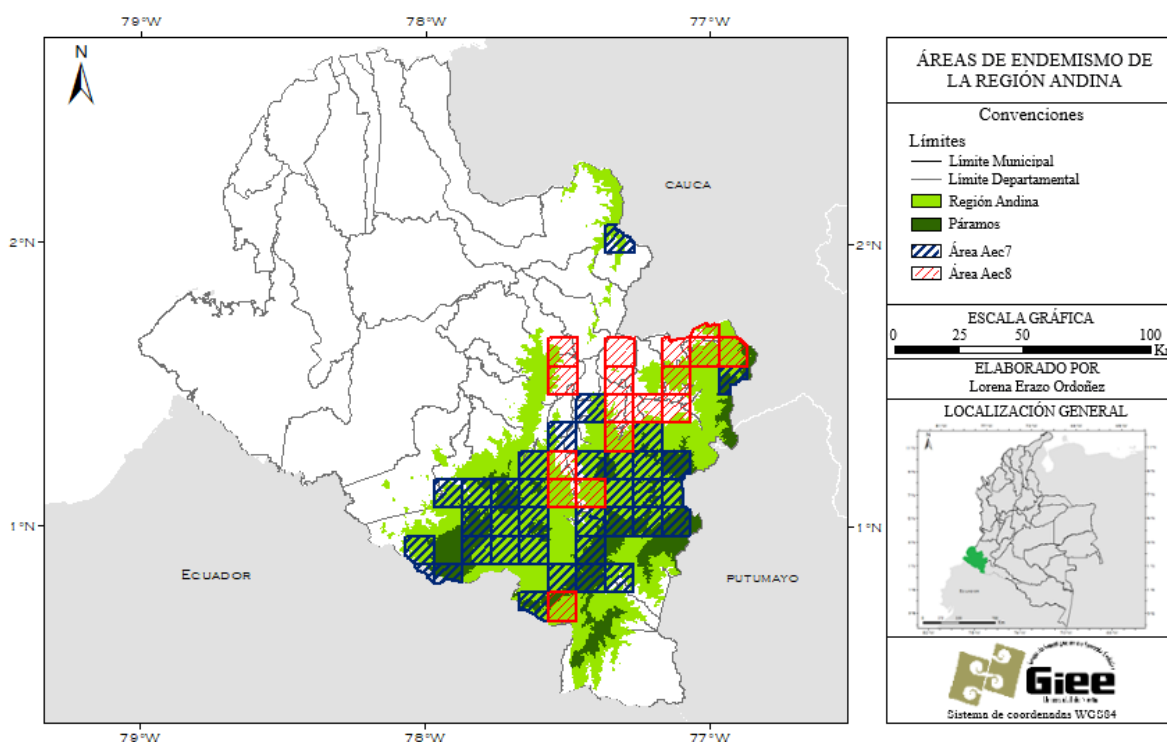 79°W
78°W
77°W
N
CAUCA
2°N
2°N
1°N
1°N
ECUADOR
PUTUMAYO
79°W
78°W
77°W
ÁREAS DE ENDEMISMO DE
LA REGIÓN ANDINA
Convenciones
Límites
Límite Municipal
Límite Departamental
Región Andina
Páramos
Área Aec7
Área Aec8
ESCALA GRÁFICA
0 25 50 100
ELABORADO POR
Lorena Erazo Ordoñez
LOCALIZACIÓN GENERAL
Giee
Sistema de coordenadas WGS84